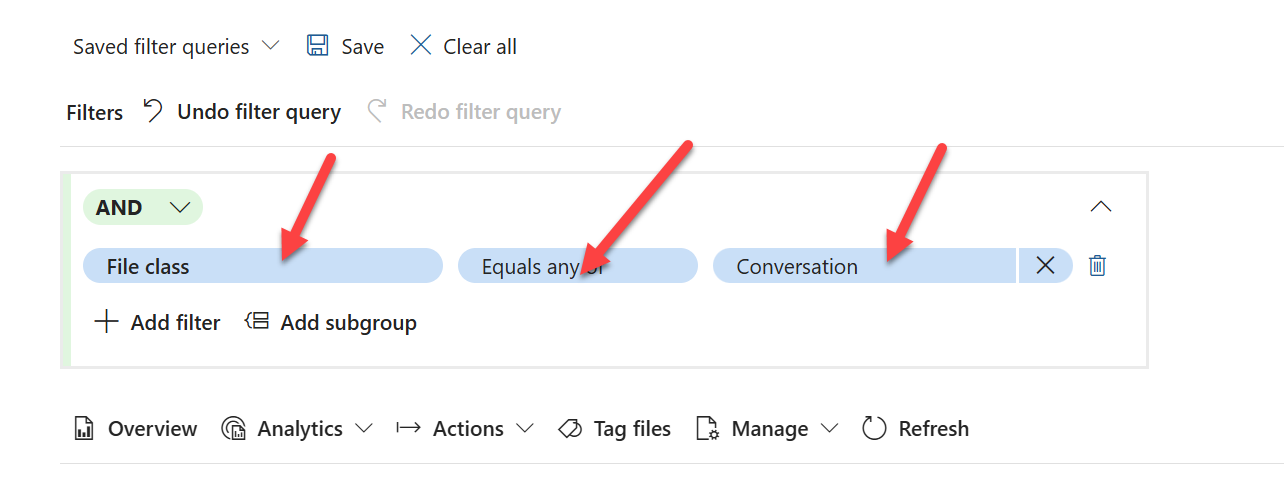 Saved filter queries Save Clear all
Filters Undo filter query Redo filter query
AND
File class Equals any of Conversation
Add filter Add subgroup
Overview Analytics Actions Tag files Manage Refresh